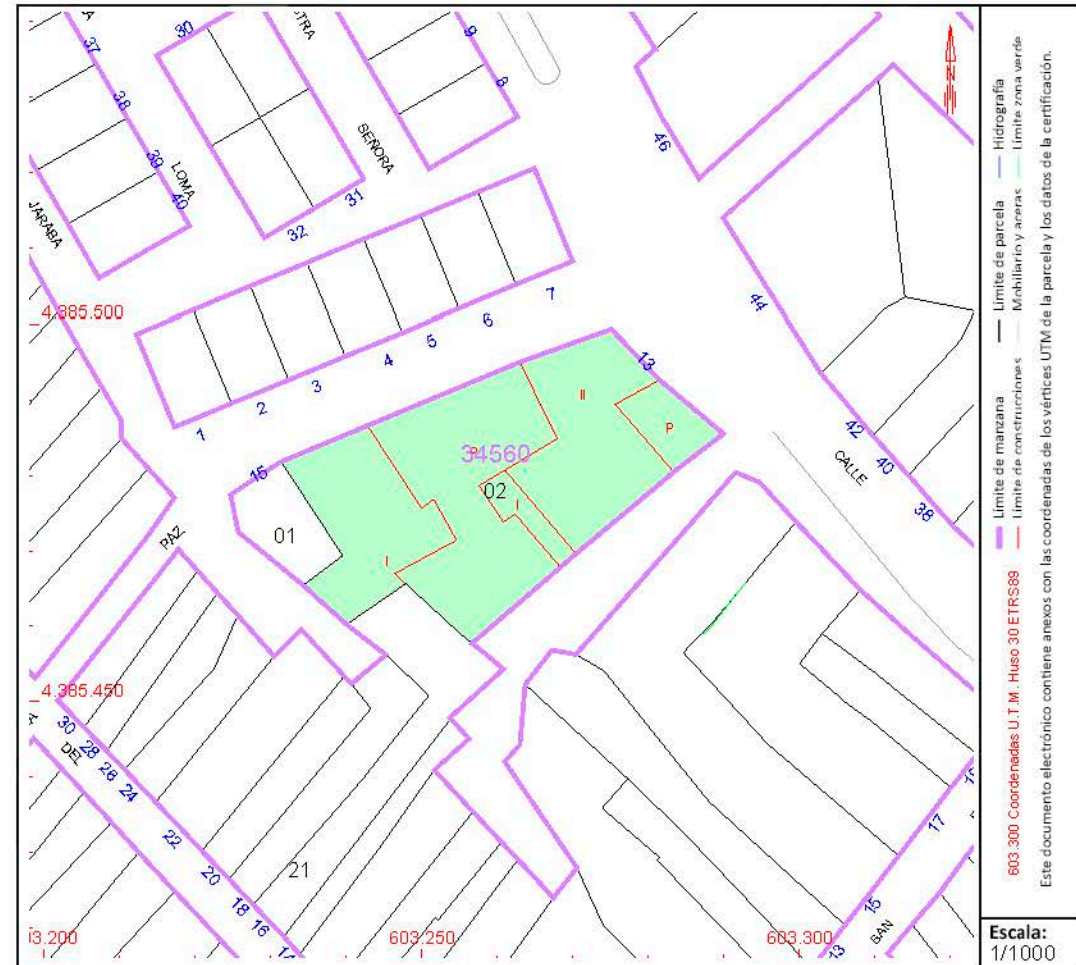 30
9
37
8
38
SEÑORA
46
39
LOMA
40
31
JARABA
32
4.385.500
44
7
6
5
4
3
2
1
13
II
P
42
40
38
CALLE
15
34560
02
I
01
I
PAZ
4.385.450
30
28
26
24
22
20
18
16
DEL
21
17
15
13
SAN
603.250
603.300
N
Límite de manzana
Límite de parcela
Hidrografía
603.300 Coordenadas U.T.M. Huso 30 ETRS89
Límite de construcciones
Mobiliario y aceras
Límite zona verde
Este documento electrónico contiene anexos con las coordenadas de los vértices UTM de la parcela y los datos de la certificación.
Escala:
1/1000